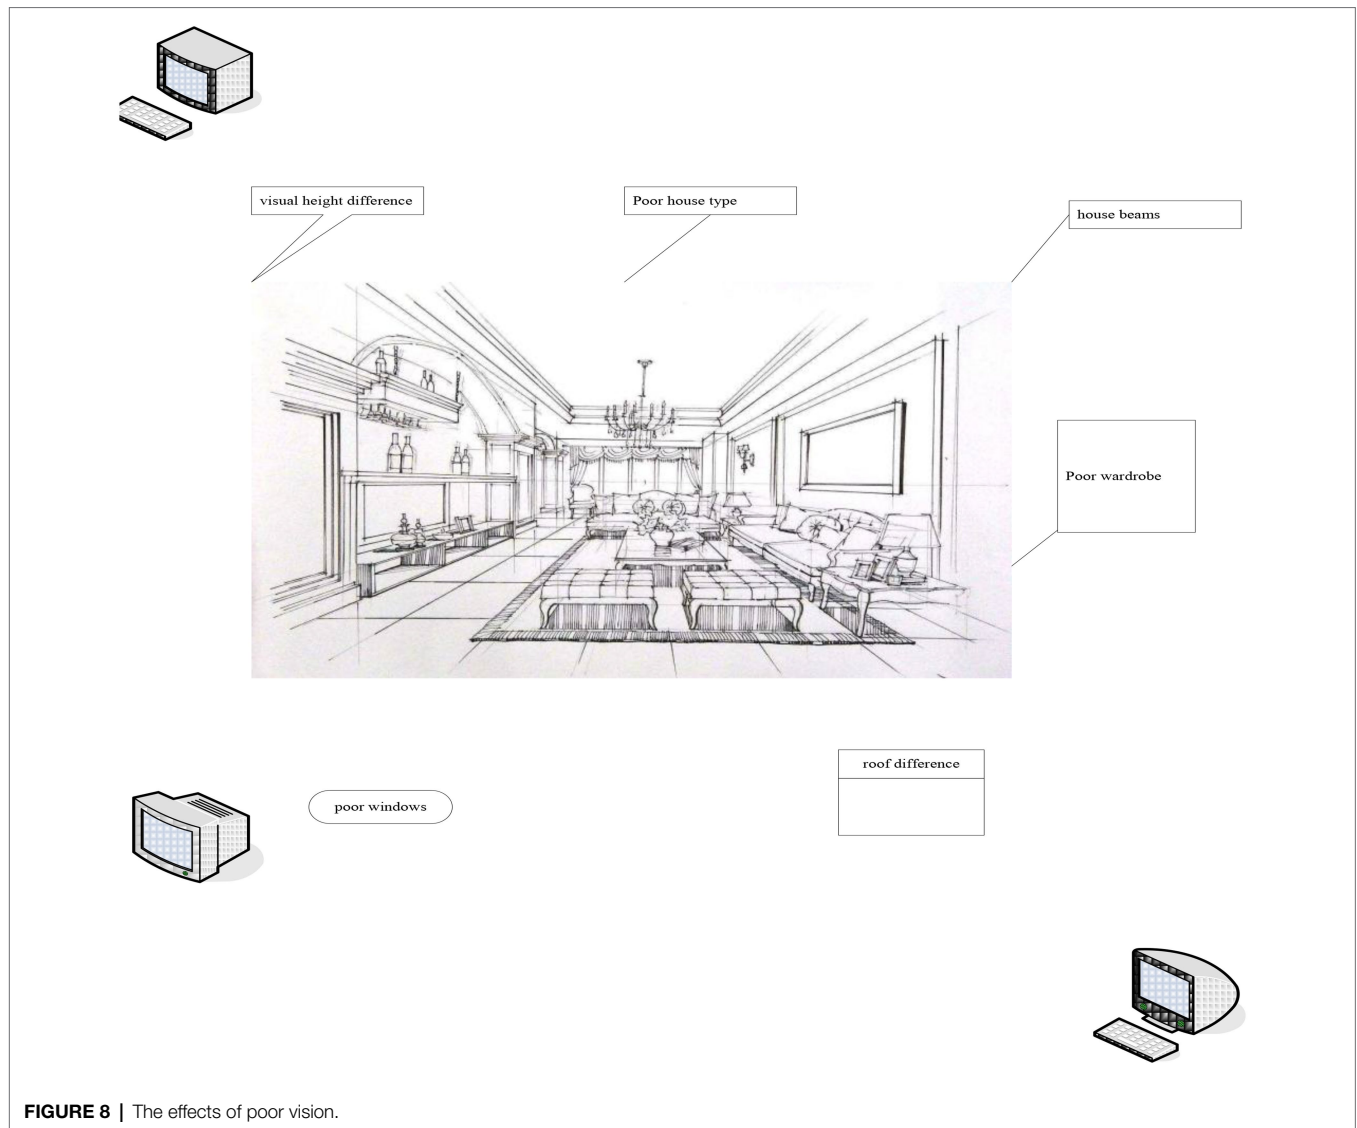 visual height difference
Poor house type
house beams
Poor wardrobe
roof difference
poor windows
FIGURE 8 | The effects of poor vision.